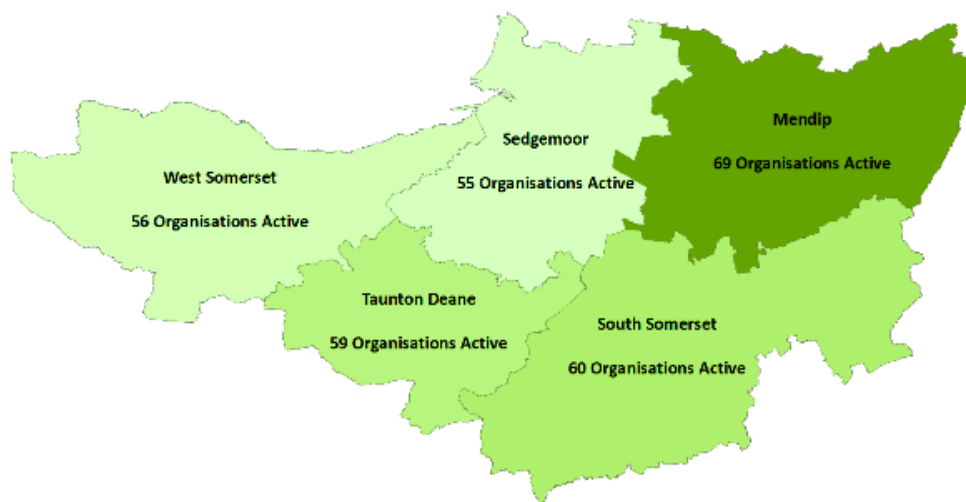 Mendip
69 Organisations Active
Sedgemoor
55 Organisations Active
West Somerset
56 Organisations Active
Taunton Deane
59 Organisations Active
South Somerset
60 Organisations Active